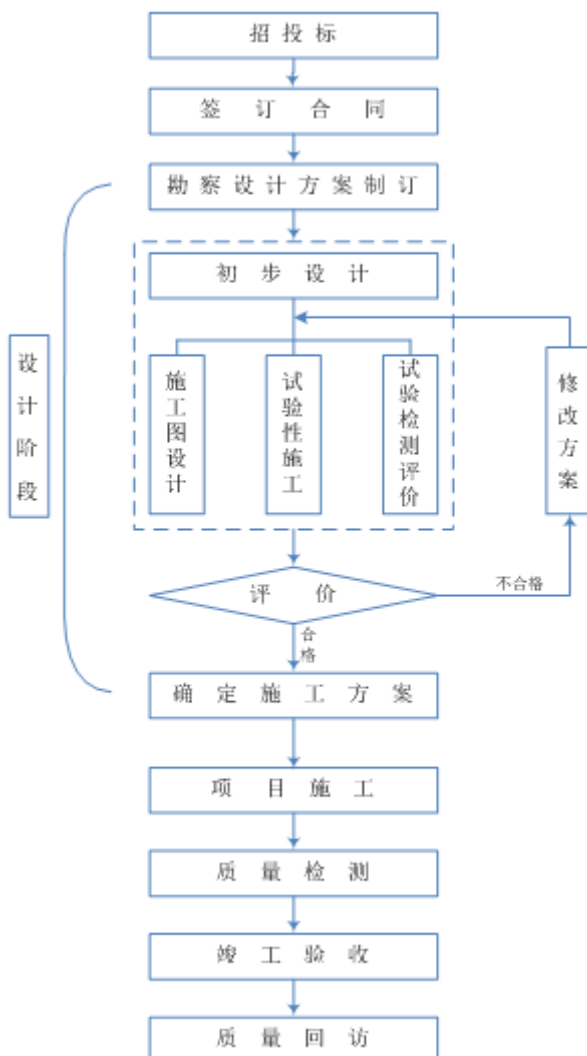 招投标
签订合同
勘察设计方案制订
初步设计
设计阶段
施工图设计
试验性施工
试验检测评价
修改方案
评价
不合格
合格
确定施工方案
项目施工
质量检测
竣工验收
质量回访